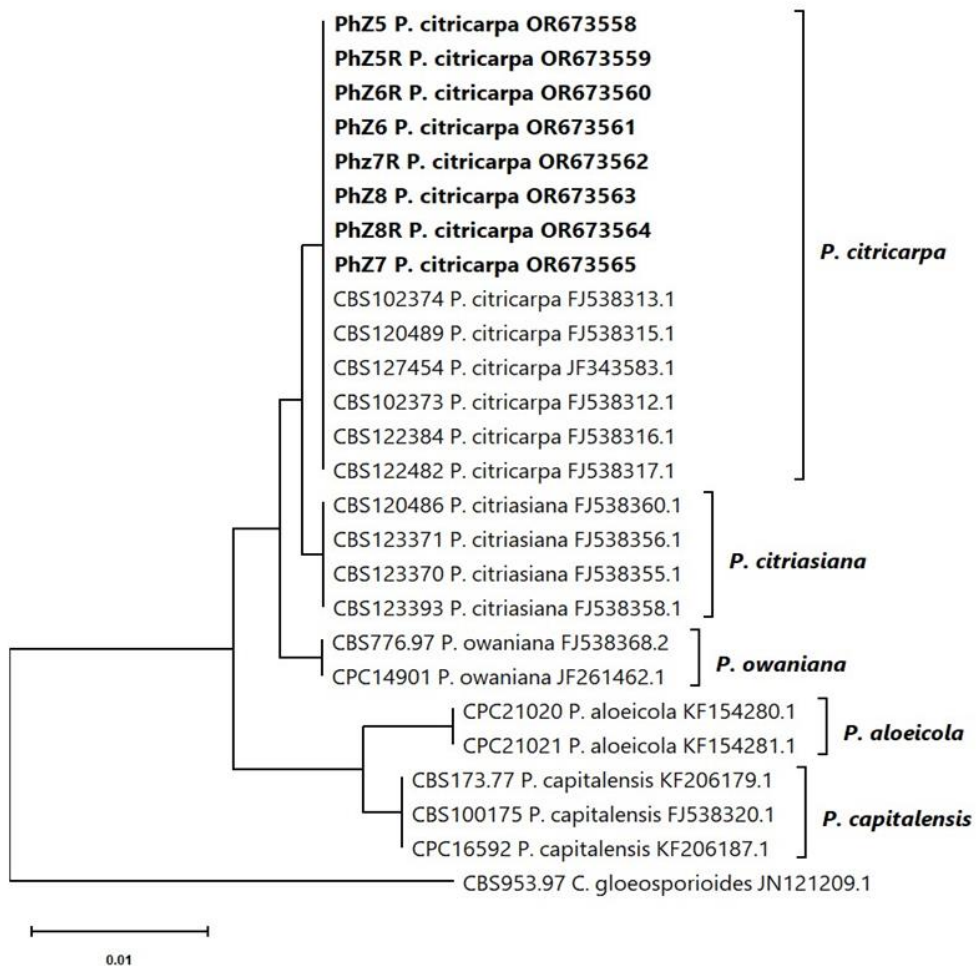 PhZ5 P. citricarpa OR673558
PhZ5R P. citricarpa OR673559
PhZ6R P. citricarpa OR673560
PhZ6 P. citricarpa OR673561
Phz7R P. citricarpa OR673562
PhZ8 P. citricarpa OR673563
PhZ8R P. citricarpa OR673564
PhZ7 P. citricarpa OR673565
CBS102374 P. citricarpa FJ538313.1
CBS120489 P. citricarpa FJ538315.1
CBS127454 P. citricarpa JF343583.1
CBS102373 P. citricarpa FJ538312.1
CBS122384 P. citricarpa FJ538316.1
CBS122482 P. citricarpa FJ538317.1
P. citricarpa
CBS120486 P. citriasiana FJ538360.1
CBS123371 P. citriasiana FJ538356.1
CBS123370 P. citriasiana FJ538355.1
CBS123393 P. citriasiana FJ538358.1
P. citriasiana
CBS776.97 P. owaniana FJ538368.2
CPC14901 P. owaniana JF261462.1
P. owaniana
CPC21020 P. aloeicola KF154280.1
CPC21021 P. aloeicola KF154281.1
P. aloeicola
CBS173.77 P. capitalensis KF206179.1
CBS100175 P. capitalensis FJ538320.1
CPC16592 P. capitalensis KF206187.1
P. capitalensis
CBS953.97 C. gloeosporioides JN121209.1
0.01